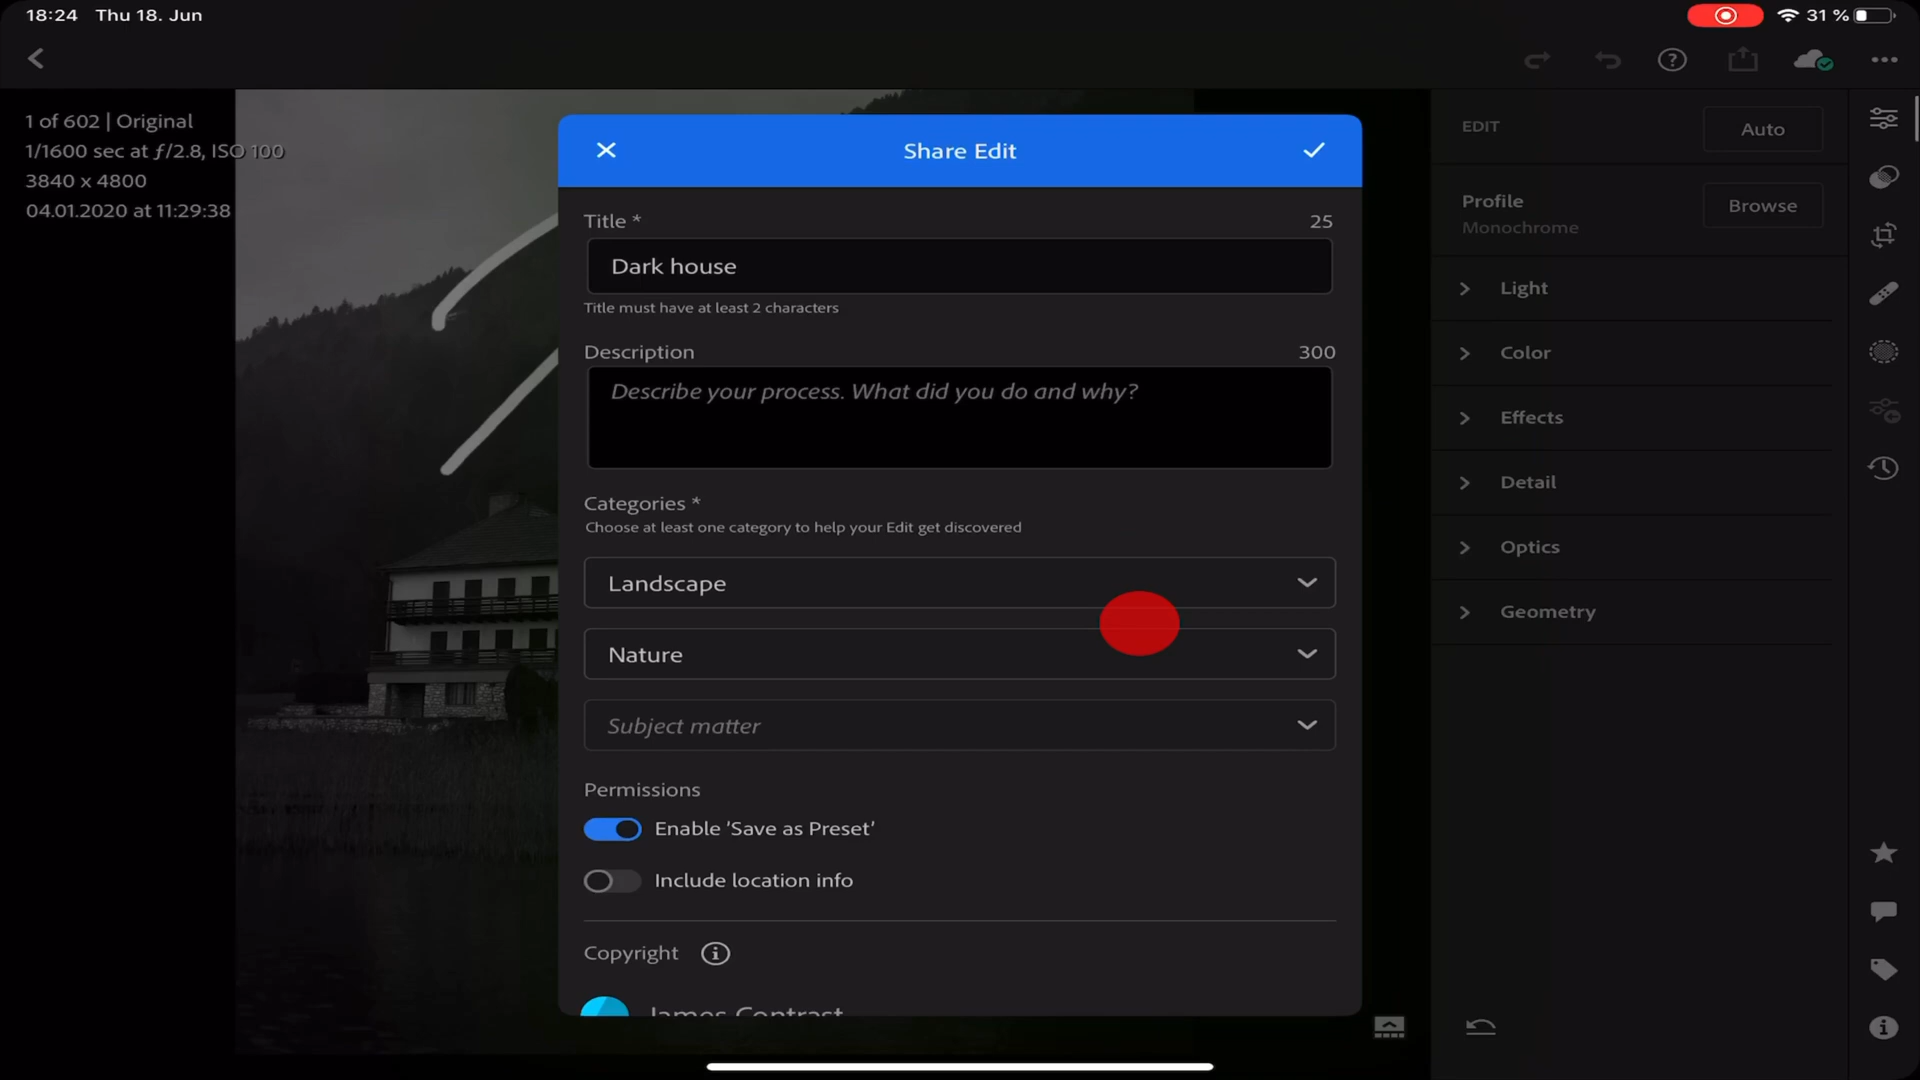 18:24 Thu 18. Jun
31 %
1 of 602 | Original
1/1600 sec at ƒ/2.8, ISO 100
3840 x 4800
04.01.2020 at 11:29:38
Share Edit
Title * 25
Dark house
Title must have at least 2 characters
Description 300
Describe your process. What did you do and why?
Categories *
Choose at least one category to help your Edit get discovered
Landscape
Nature
Subject matter
Permissions
Enable 'Save as Preset'
Include location info
Copyright
James Contrast
EDIT
Auto
Profile
Monochrome
Browse
Light
Color
Effects
Detail
Optics
Geometry